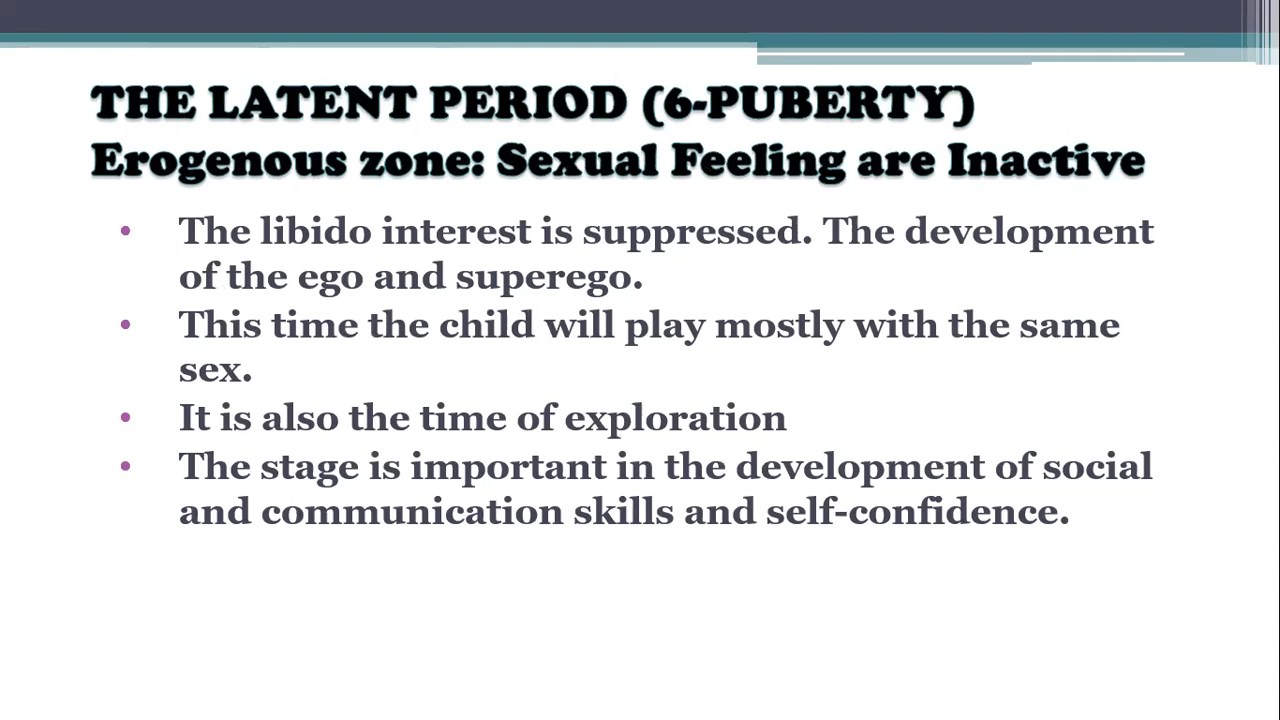 THE LATENT PERIOD (6-PUBERTY)
Erogenous zone: Sexual Feeling are Inactive
• The libido interest is suppressed. The development
of the ego and superego.
• This time the child will play mostly with the same
sex.
• It is also the time of exploration
• The stage is important in the development of social
and communication skills and self-confidence.